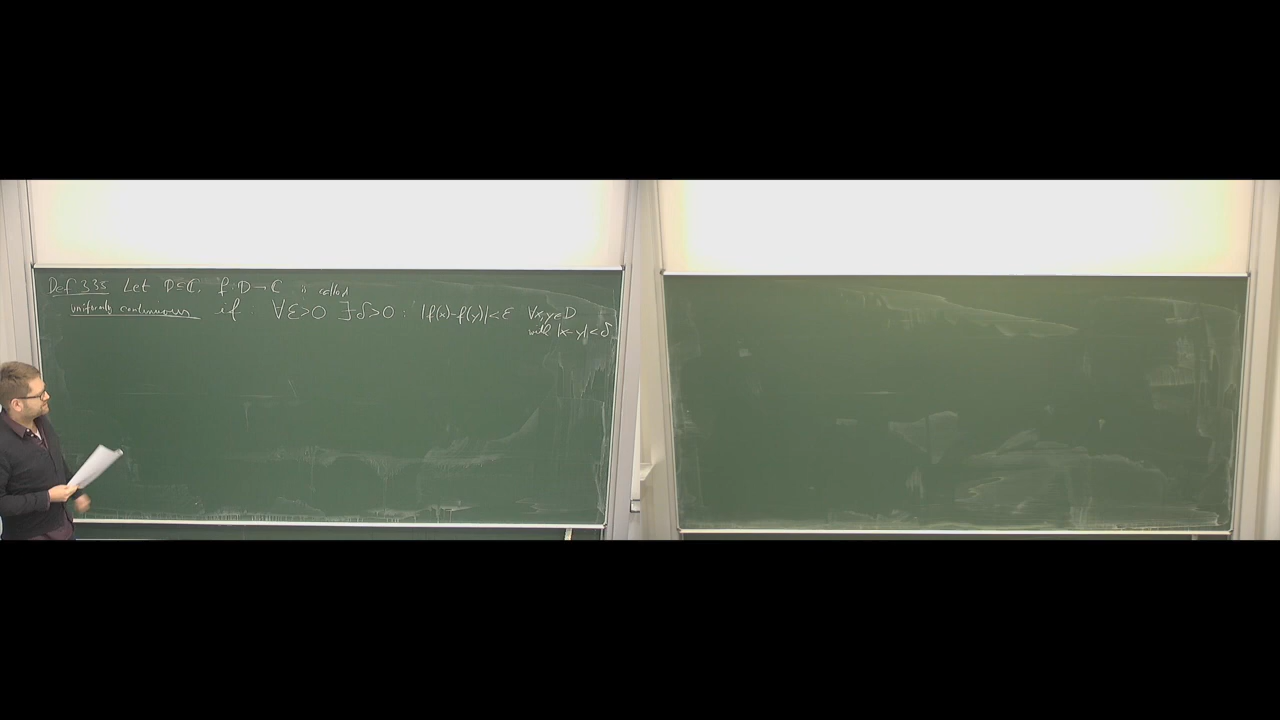 Def 3.35 Let D⊆ℂ, f: D→ℂ is called
uniformly continuous if: ∀ε>0 ∃δ>0: |f(x)-f(y)|<ε ∀x,y∈D
with |x-y|<δ